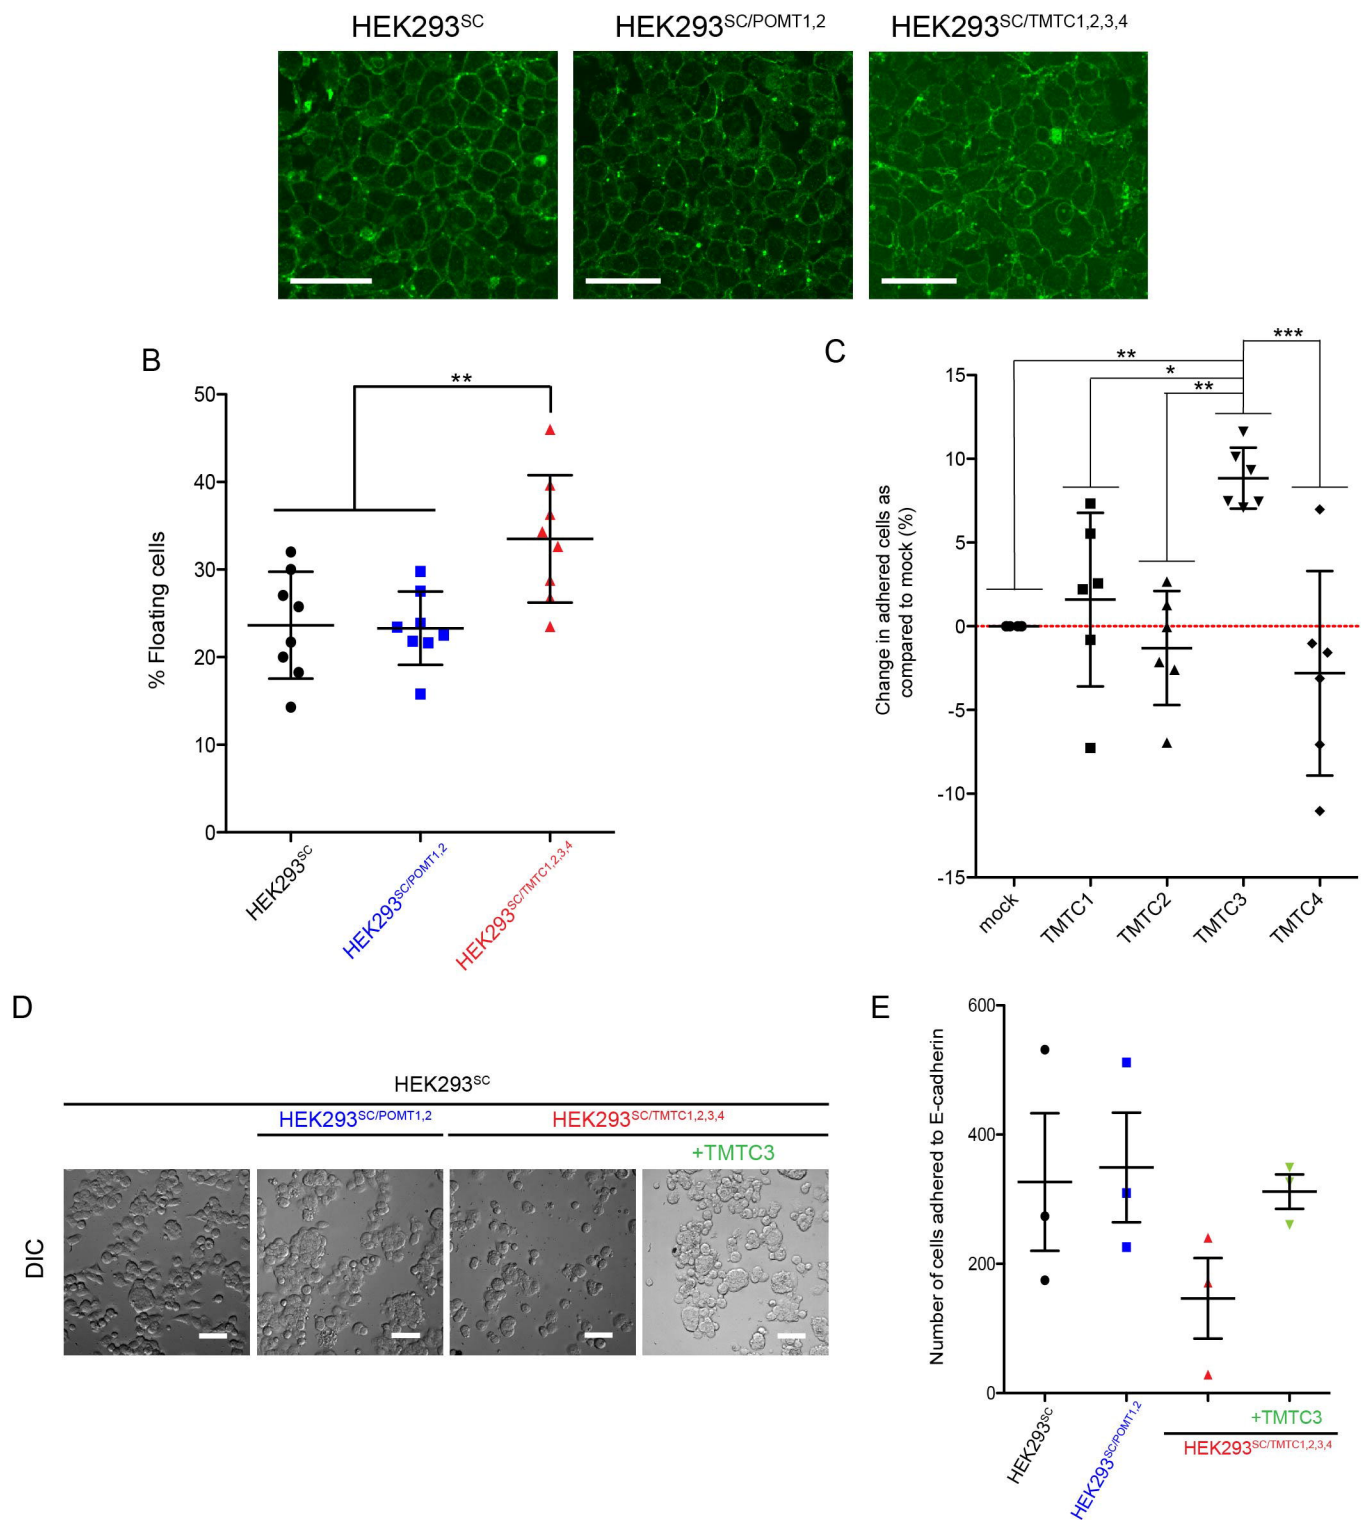 HEK293SC HEK293SC/POMT1,2 HEK293SC/TMTC1,2,3,4
B
% Floating cells
50
40
30
20
10
0
**
HEK293SC
HEK293SC/POMT1,2
HEK293SC/TMTC1,2,3,4
C
Change in adhered cells as
compared to mock (%)
15
10
5
0
-5
-10
-15
***
**
*
**
mock
TMTC1
TMTC2
TMTC3
TMTC4
D
HEK293SC
HEK293SC/POMT1,2 HEK293SC/TMTC1,2,3,4
+TMTC3
DIC
E
Number of cells adhered to E-cadherin
600
400
200
0
HEK293SC
HEK293SC/POMT1,2
+TMTC3
HEK293SC/TMTC1,2,3,4